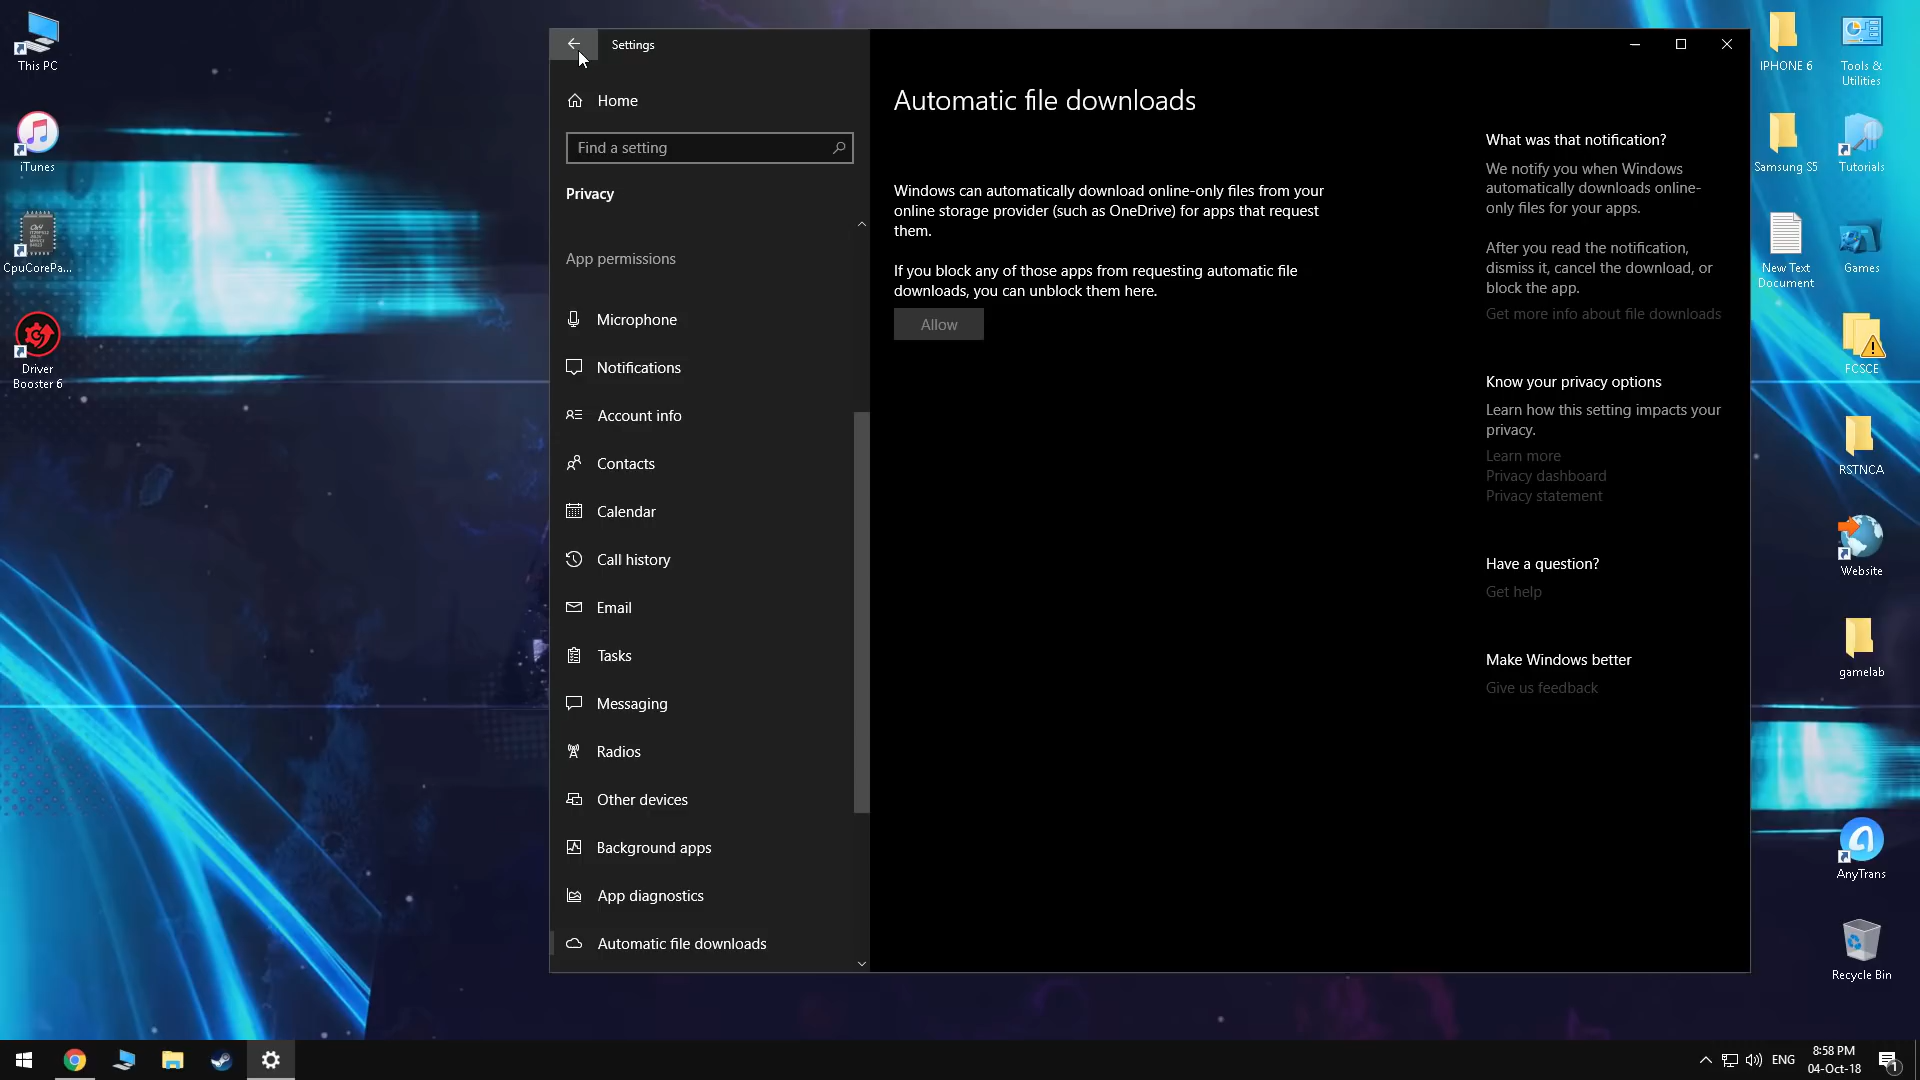 This PC
iTunes
CpuCorePa...
Driver
Booster 6
Settings
Home
Find a setting
Privacy
App permissions
Microphone
Notifications
Account info
Contacts
Calendar
Call history
Email
Tasks
Messaging
Radios
Other devices
Background apps
App diagnostics
Automatic file downloads
Automatic file downloads
Windows can automatically download online-only files from your
online storage provider (such as OneDrive) for apps that request
them.
If you block any of those apps from requesting automatic file
downloads, you can unblock them here.
Allow
What was that notification?
We notify you when Windows
automatically downloads online-
only files for your apps.
After you read the notification,
dismiss it, cancel the download, or
block the app.
Get more info about file downloads
Know your privacy options
Learn how this setting impacts your
privacy.
Learn more
Privacy dashboard
Privacy statement
Have a question?
Get help
Make Windows better
Give us feedback
IPHONE 6
Tools &
Utilities
Samsung S5
Tutorials
New Text
Document
Games
FCSCE
RSTNCA
Website
gamelab
AnyTrans
Recycle Bin
ENG
8:58 PM
04-Oct-18
1